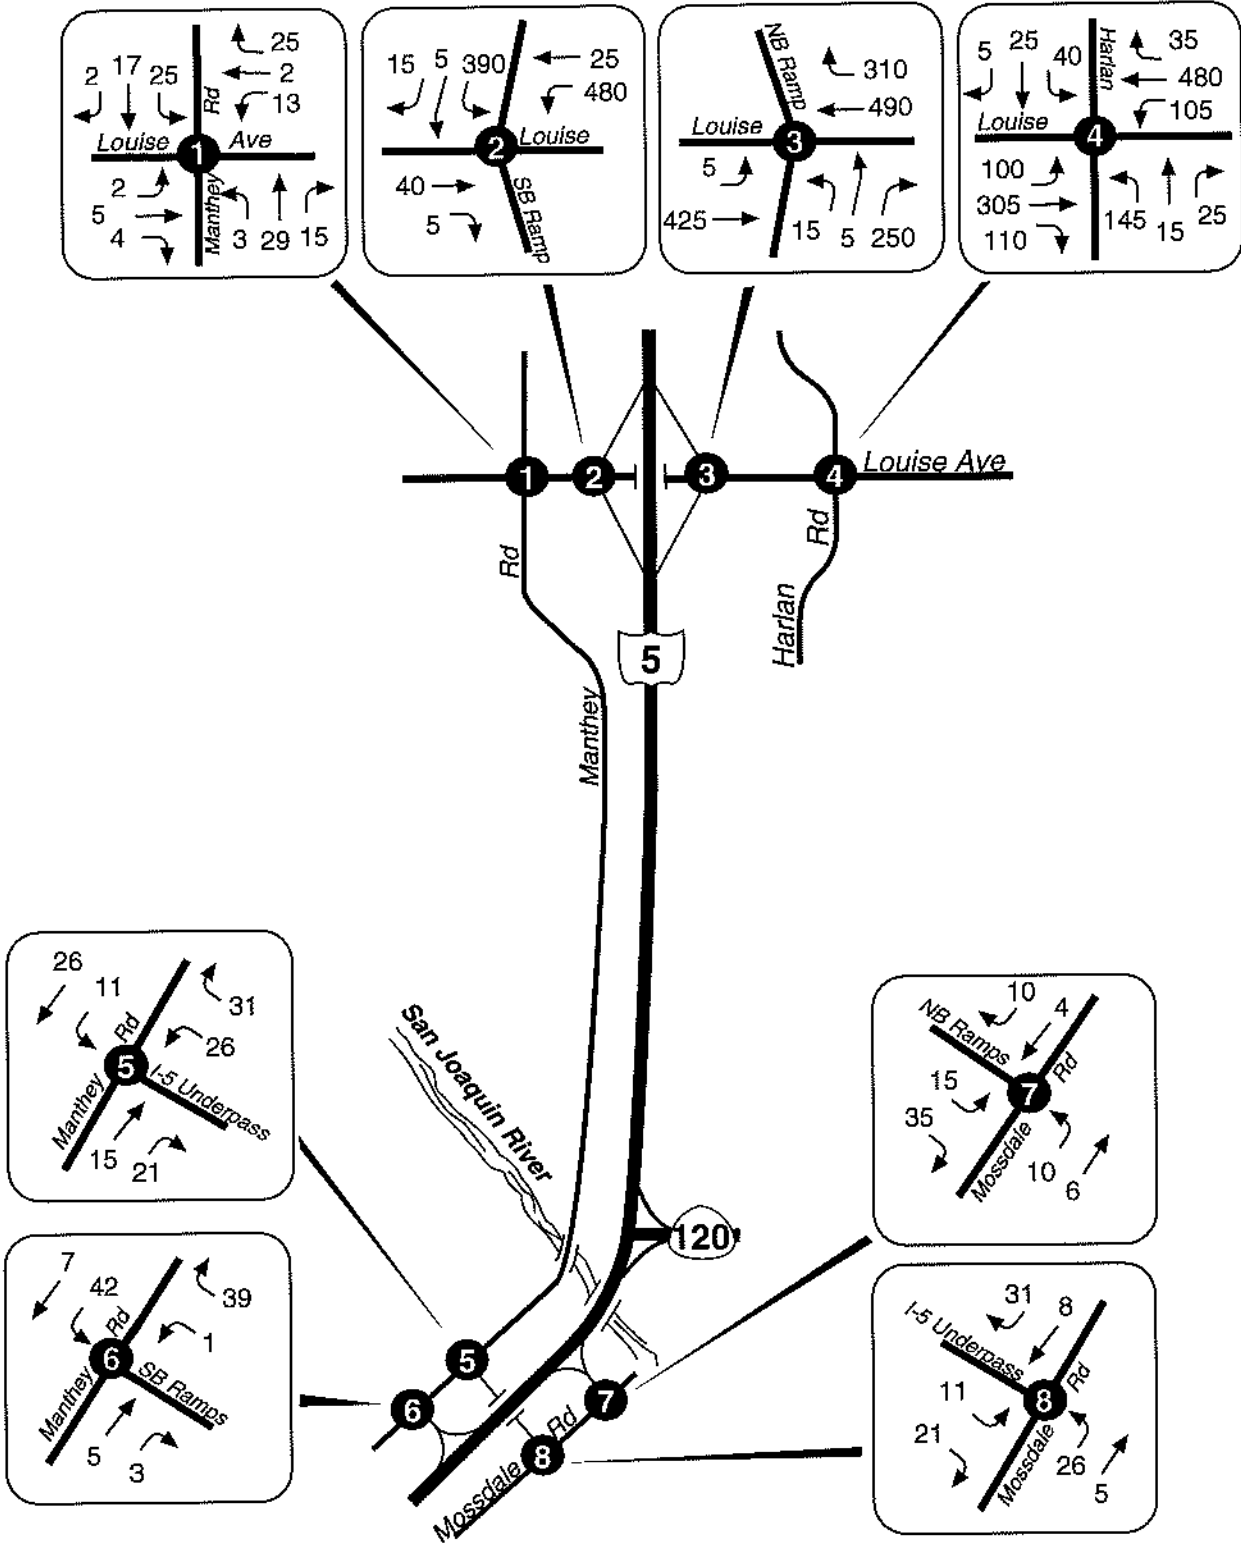 25
2 17 25
2
Rd
13
Louise Ave
1
2
5
4
Manthey
3 29 15
15 5 390
25
480
Louise
2
40
5
SB Ramp
NB Ramp
310
490
Louise
3
5
425
15 5 250
5 25 40
Harlan
35
480
105
Louise
4
100
305
110
145 15 25
1 2 3 4
Louise Ave
Rd
Rd
Harlan
5
Manthey
San Joaquin River
120
5
6
7
8
Rd
Mossdale
26
11
31
Rd
26
5
I-5 Underpass
Manthey
15
21
7
42
39
Rd
1
6
SB Ramps
Manthey
5
3
10
4
NB Ramps
Rd
7
15
35
Mossdale
10
6
31
8
I-5 Underpass
Rd
8
11
21
Mossdale
26
5